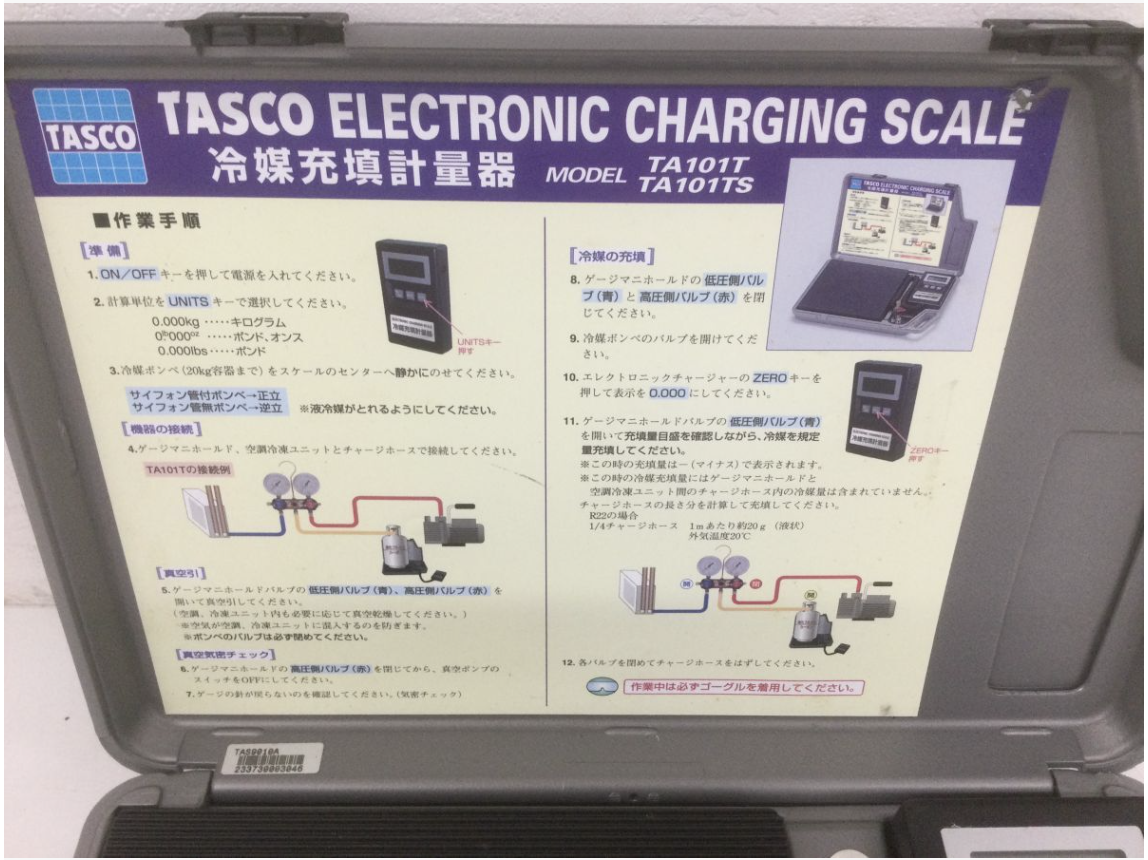 TASCO
TASCO ELECTRONIC CHARGING SCALE
冷媒充填計量器 MODEL TA101T
TA101TS
■作業手順
[準備]
1. ON/OFF キーを押して電源を入れてください。
2. 計算単位を UNITS キーで選択してください。
0.000kg ・・・・・キログラム
0lb000oz ・・・・・ポンド、オンス
0.000lbs・・・・・ポンド
冷媒充填計量器
UNITSキー
押す
3. 冷媒ボンベ(20kg容器まで)をスケールのセンターへ静かにのせてください。
サイフォン管付ボンベ→正立
サイフォン管無ボンベ→逆立 ※液冷媒がとれるようにしてください。
[機器の接続]
4. ゲージマニホールド、空調冷凍ユニットとチャージホースで接続してください。
TA101Tの接続例
[真空引]
5. ゲージマニホールドバルブの 低圧側バルブ(青)、高圧側バルブ(赤) を
開いて真空引してください。
(空調、冷凍ユニット内も必要に応じて真空乾燥してください。)
※空気が空調、冷凍ユニットに混入するのを防ぎます。
※ボンベのバルブは必ず閉めてください。
[真空気密チェック]
6. ゲージマニホールドの 高圧側バルブ(赤) を閉じてから、真空ポンプの
スイッチをOFFにしてください。
7. ゲージの針が戻らないのを確認してください。(気密チェック)
[冷媒の充填]
8. ゲージマニホールドの 低圧側バル
ブ(青) と 高圧側バルブ(赤) を閉
じてください。
9. 冷媒ボンベのバルブを開けてくだ
さい。
10. エレクトロニックチャージャーの ZERO キーを
押して表示を 0.000 にしてください。
11. ゲージマニホールドバルブの 低圧側バルブ(青)
を開いて充填量目盛を確認しながら、冷媒を規定
量充填してください。
※この時の充填量は−(マイナス)で表示されます。
※この時の冷媒充填量にはゲージマニホールドと
空調冷凍ユニット間のチャージホース内の冷媒量は含まれていません。
チャージホースの長さ分を計算して充填してください。
R22の場合
1/4チャージホース 1mあたり約20g (液状)
外気温度20℃
冷媒充填計量器
ZEROキー
押す
開
閉
開
12. 各バルブを閉めてチャージホースをはずしてください。
作業中は必ずゴーグルを着用してください。
TASCO ELECTRONIC CHARGING SCALE
冷媒充填計量器
TAS9010A
233730003046